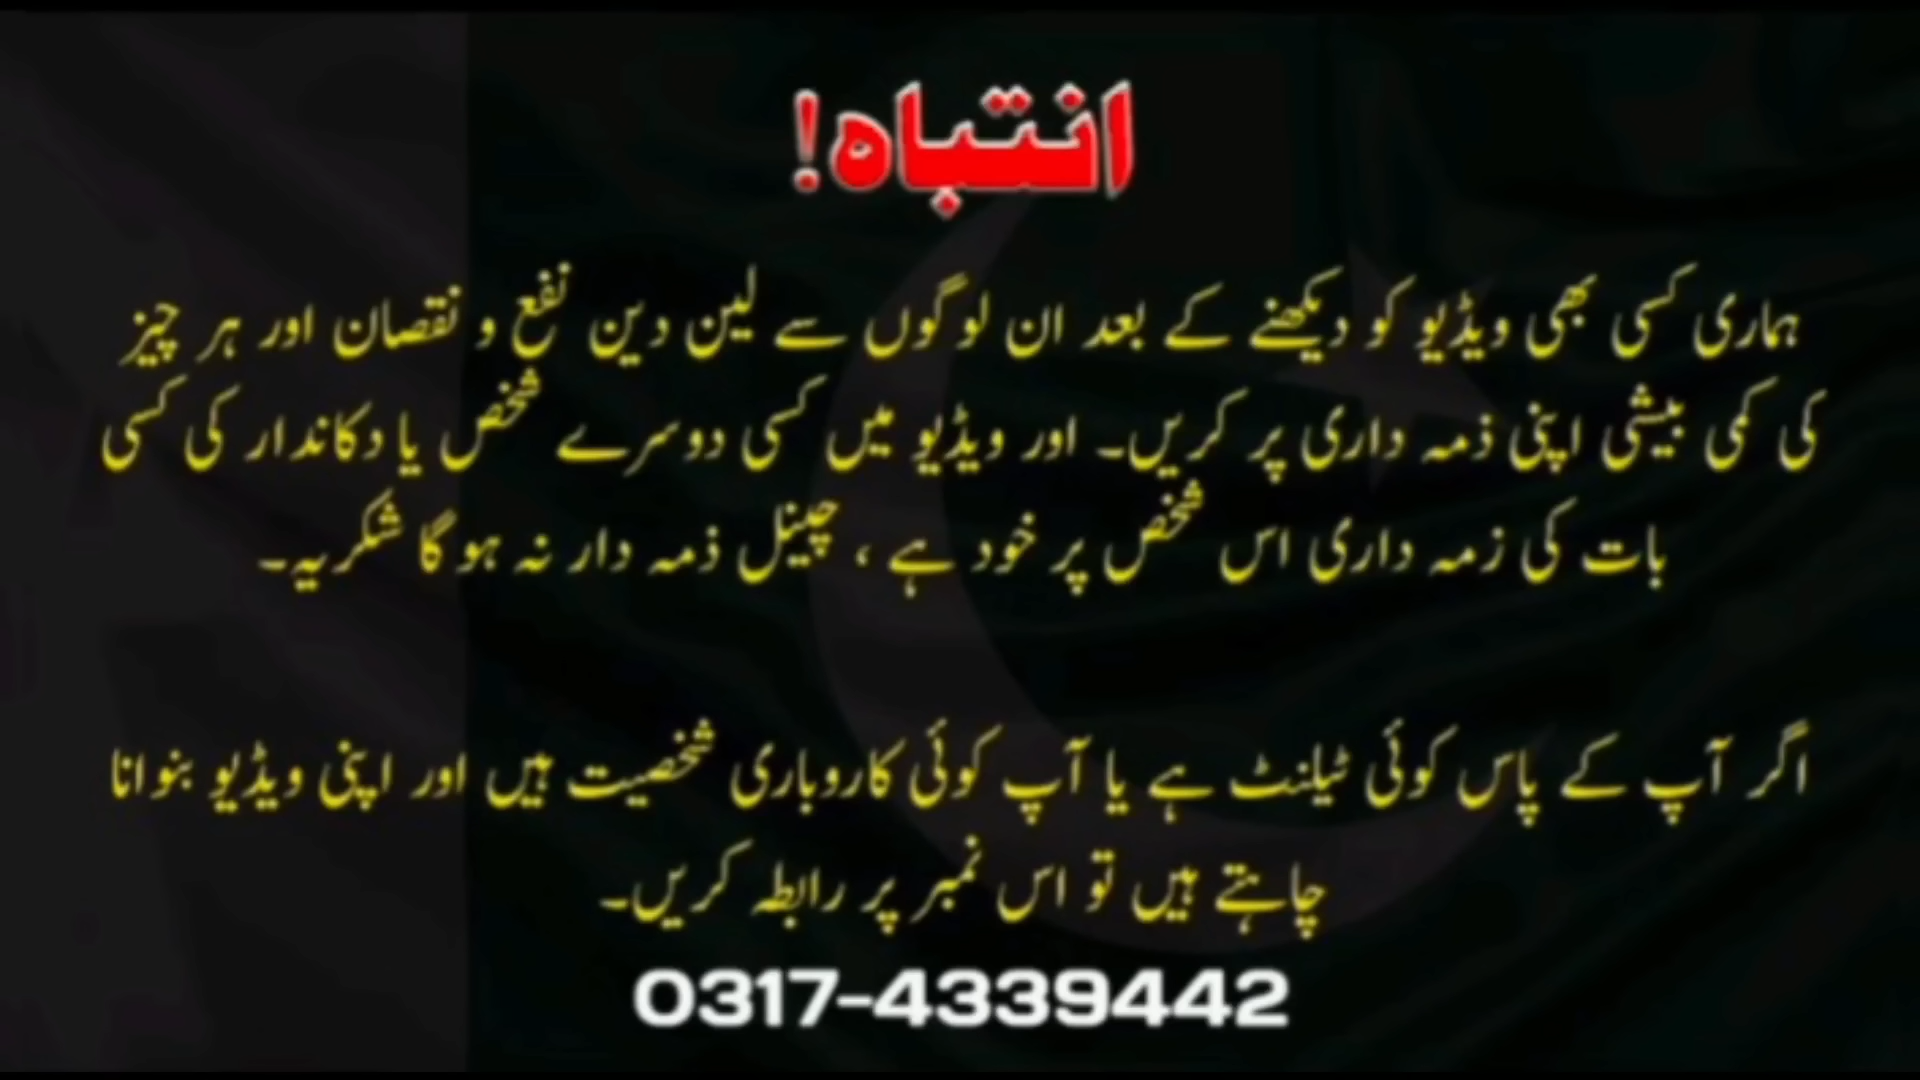 انتباہ!
ہماری کسی بھی ویڈیو کو دیکھنے کے بعد ان لوگوں سے لین دین نفع و نقصان اور ہر چیز
کی کمی بیشی اپنی ذمہ داری پر کریں۔ اور ویڈیو میں کسی دوسرے شخص یا دکاندار کی کسی
بات کی زمہ داری اس شخص پر خود ہے ، چینل ذمہ دار نہ ہو گا شکریہ۔
اگر آپ کے پاس کوئی ٹیلنٹ ہے یا آپ کوئی کاروباری شخصیت ہیں اور اپنی ویڈیو بنوانا
چاہتے ہیں تو اس نمبر پر رابطہ کریں۔
0317-4339442